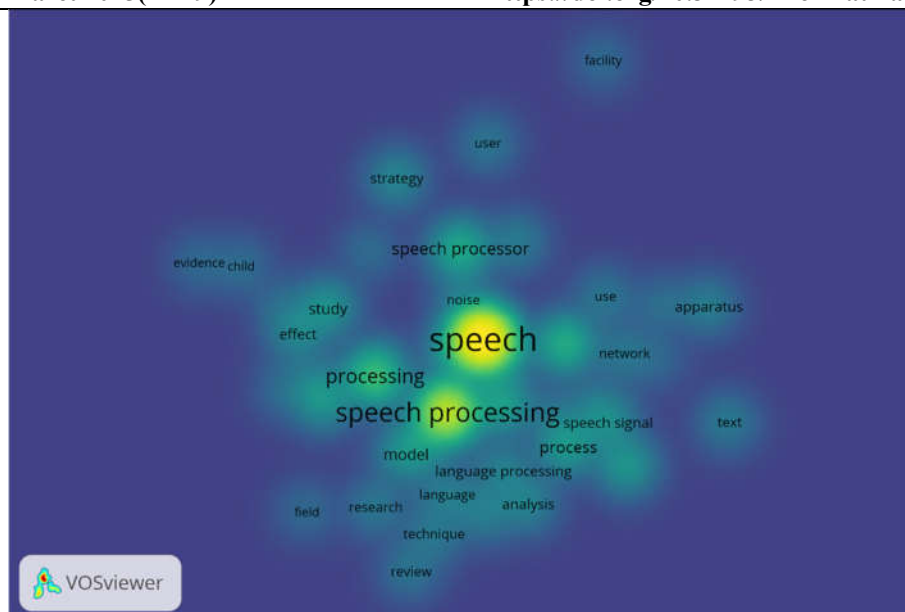 facility
user
strategy
speech processor
evidence child
noise
use
study
apparatus
effect
speech
network
processing
speech processing
speech signal
text
process
model
language processing
language
research
analysis
field
technique
review
VOSviewer